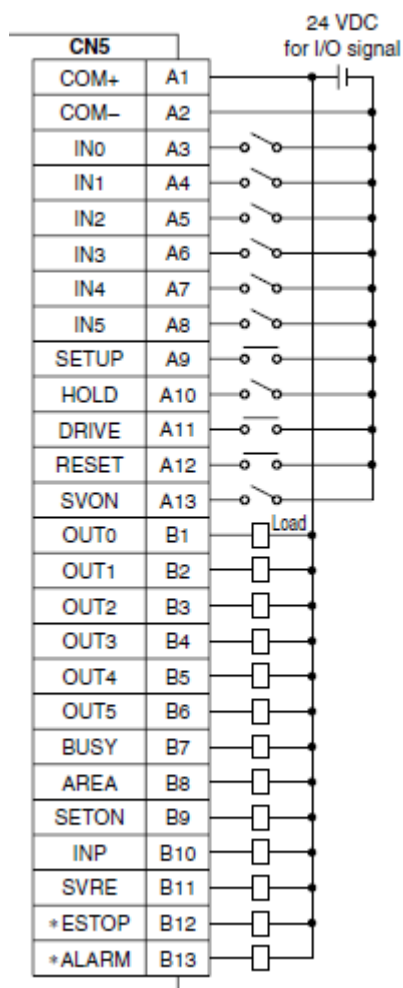 24 VDC
for I/O signal
CN5
COM+ A1
COM− A2
IN0 A3
IN1 A4
IN2 A5
IN3 A6
IN4 A7
IN5 A8
SETUP A9
HOLD A10
DRIVE A11
RESET A12
SVON A13
OUT0 B1 Load
OUT1 B2
OUT2 B3
OUT3 B4
OUT4 B5
OUT5 B6
BUSY B7
AREA B8
SETON B9
INP B10
SVRE B11
*ESTOP B12
*ALARM B13